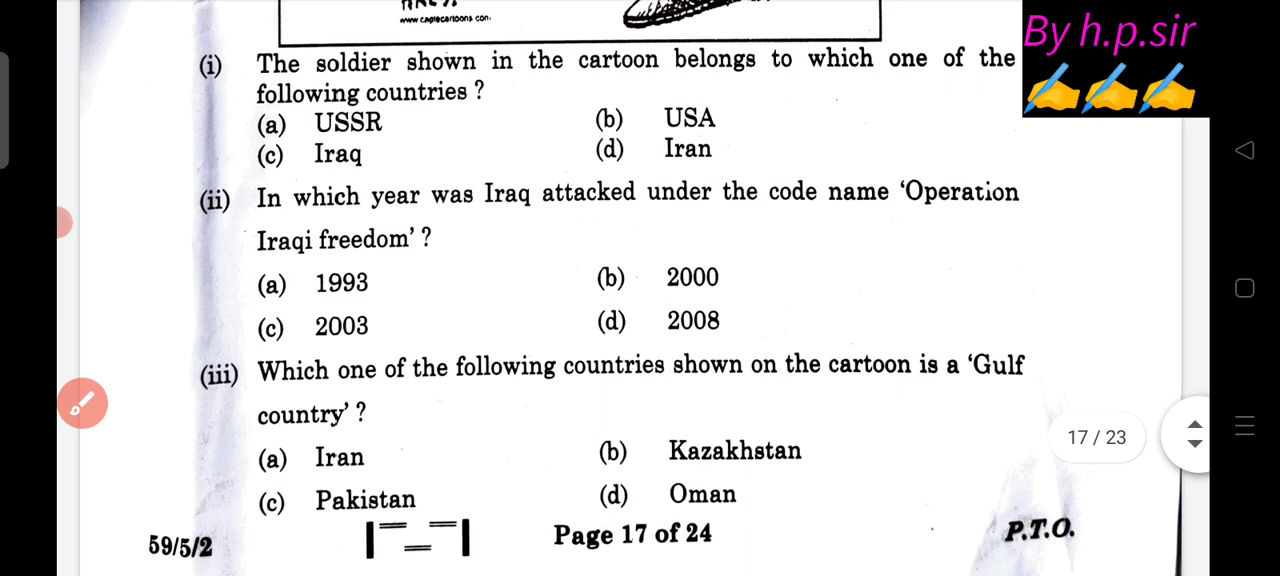 www.caglecartoons.com.
By h.p.sir
(i) The soldier shown in the cartoon belongs to which one of the
following countries ?
(a) USSR (b) USA
(c) Iraq (d) Iran
(ii) In which year was Iraq attacked under the code name ‘Operation
Iraqi freedom’ ?
(a) 1993 (b) 2000
(c) 2003 (d) 2008
(iii) Which one of the following countries shown on the cartoon is a ‘Gulf
country’ ?
(a) Iran (b) Kazakhstan
(c) Pakistan (d) Oman
17 / 23
59/5/2 Page 17 of 24 P.T.O.